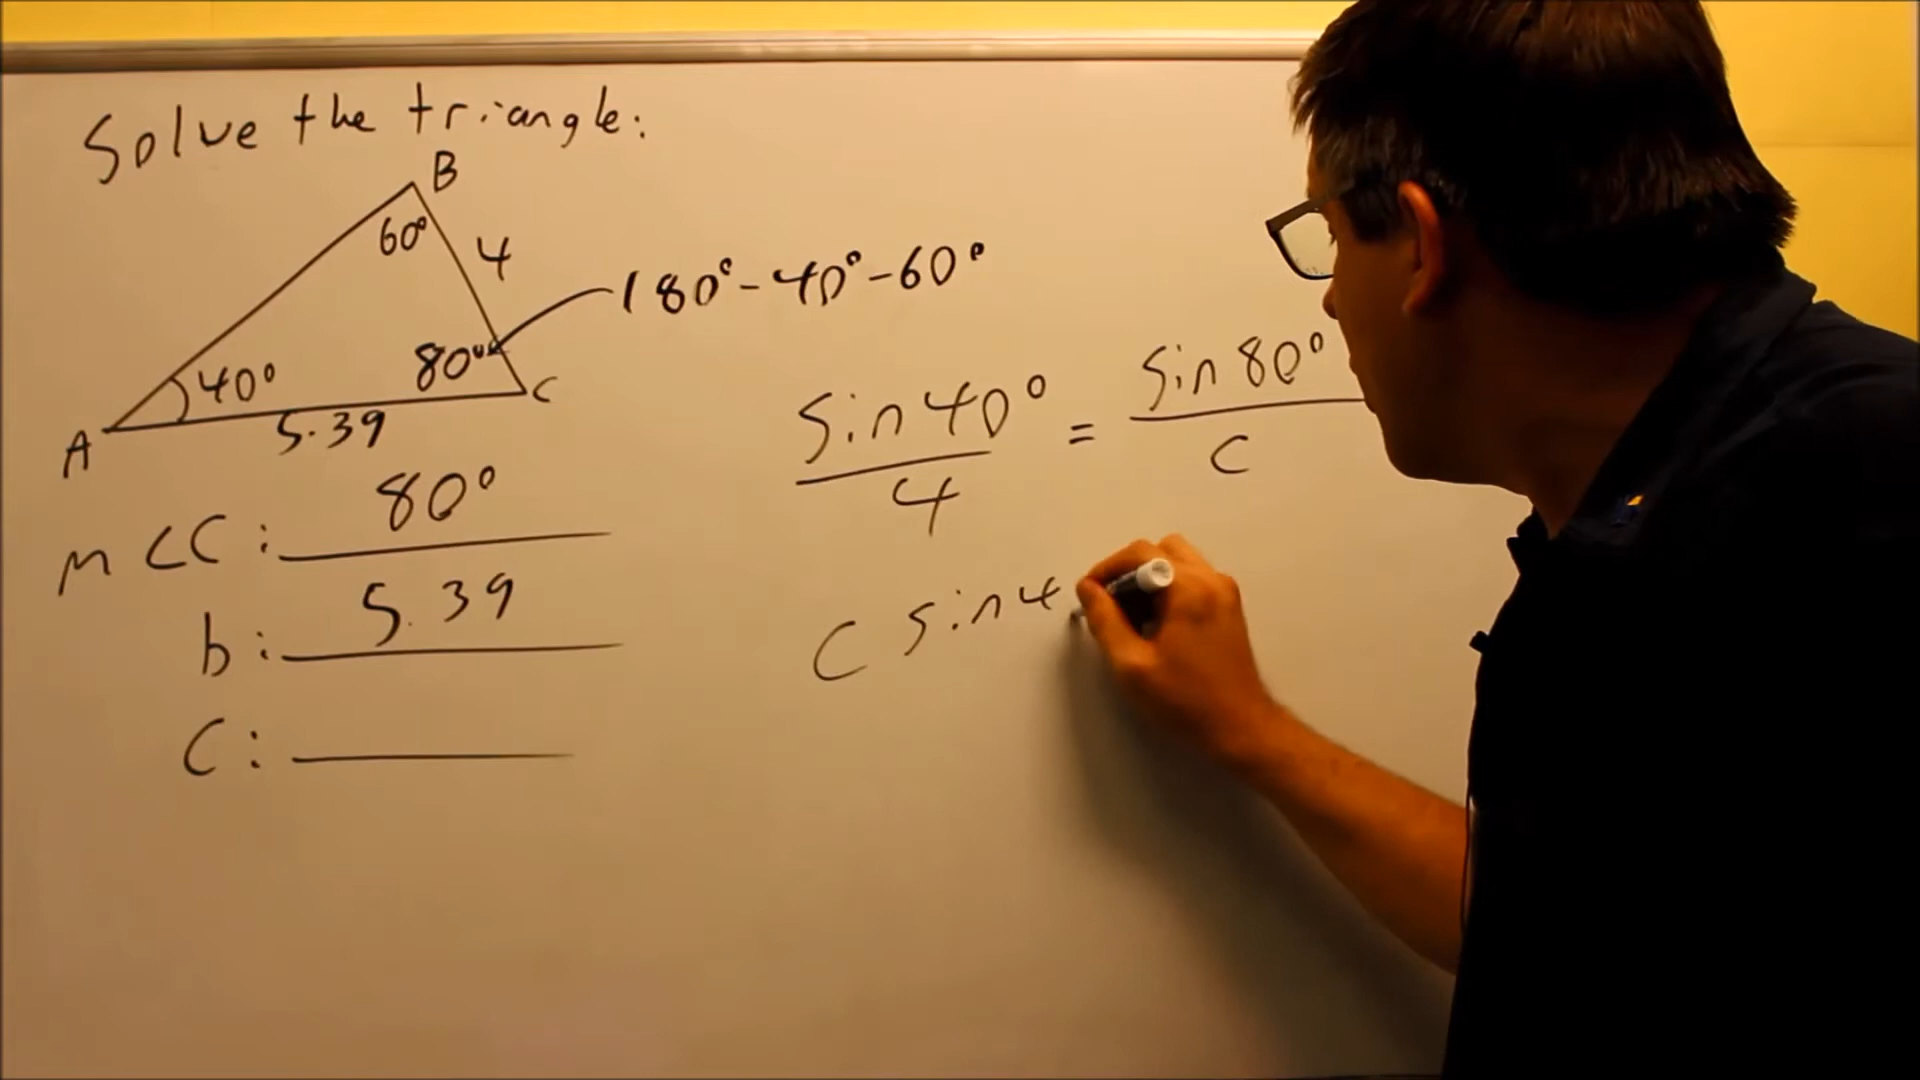 Solve the triangle:
B
60°
4
180° - 40° - 60°
40°
80°
A
C
5.39
sin 40° / 4 = sin 80° / c
m∠C: 80°
b: 5.39
c sin 4
C: